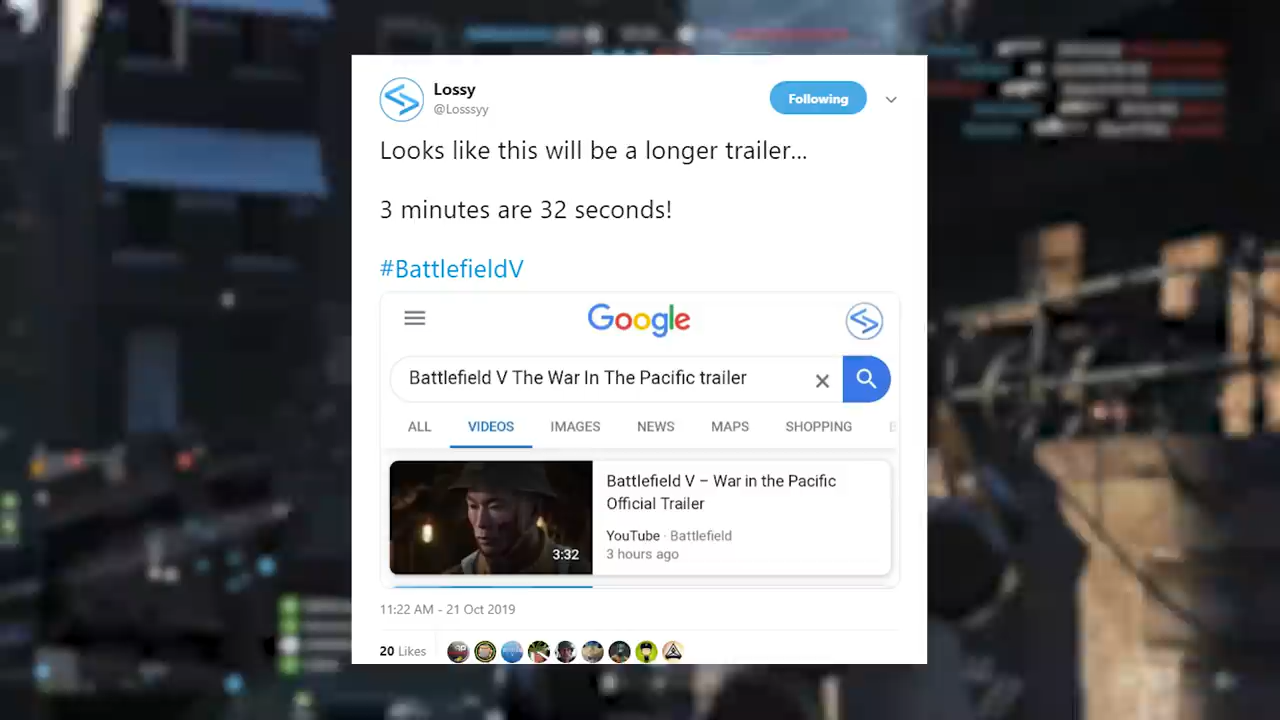 Lossy
@Losssyy
Following
Looks like this will be a longer trailer...
3 minutes are 32 seconds!
#BattlefieldV
Google
Battlefield V The War In The Pacific trailer
ALL VIDEOS IMAGES NEWS MAPS SHOPPING
Battlefield V – War in the Pacific
Official Trailer
YouTube · Battlefield
3:32
3 hours ago
11:22 AM - 21 Oct 2019
20 Likes